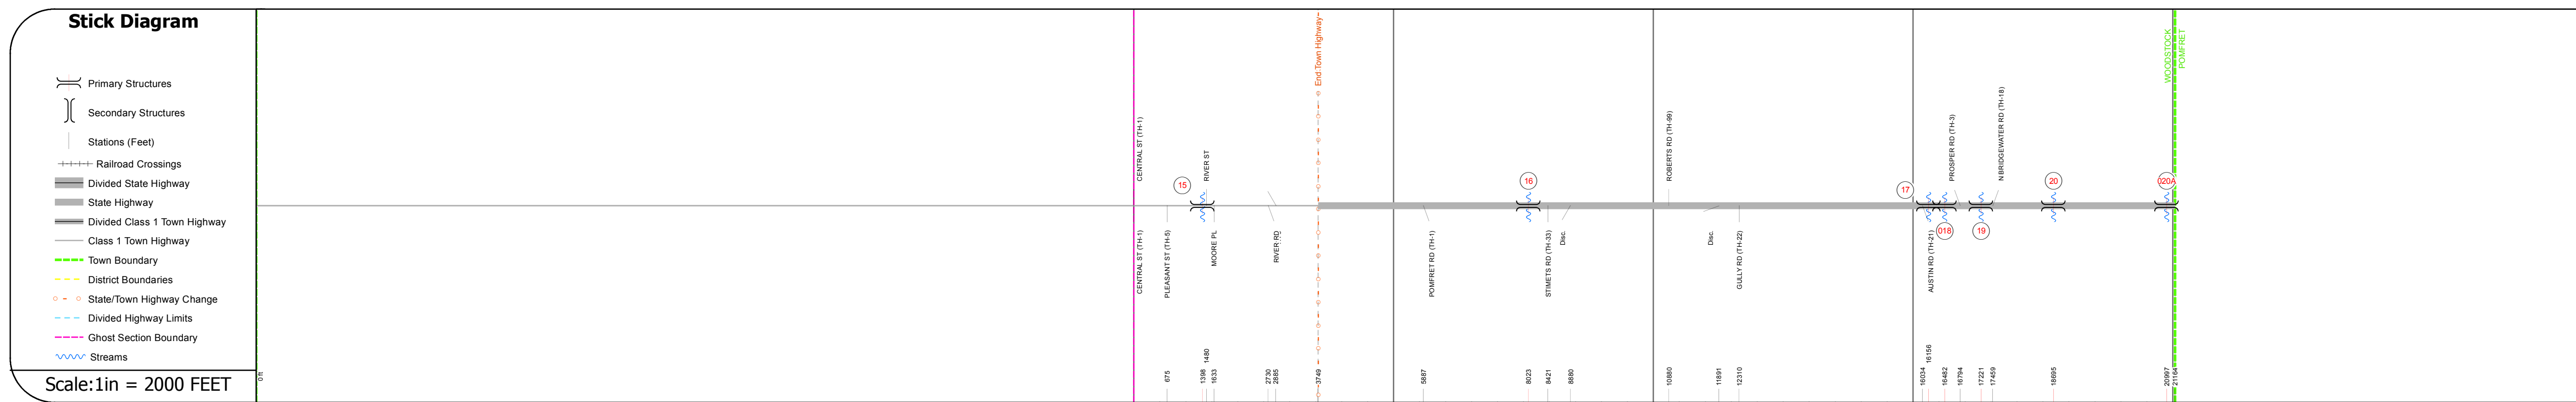 Stick Diagram
Primary Structures
Secondary Structures
Stations (Feet)
Railroad Crossings
Divided State Highway
State Highway
Divided Class 1 Town Highway
Class 1 Town Highway
Town Boundary
District Boundaries
State/Town Highway Change
Divided Highway Limits
Ghost Section Boundary
Streams
Scale:1in = 2000 FEET
0 ft
CENTRAL ST (TH-1)
CENTRAL ST (TH-1)
PLEASANT ST (TH-5)
15
RIVER ST
MOORE PL
RIVER RD
End:Town Highway
POMFRET RD (TH-1)
16
STIMETS RD (TH-33)
Disc.
ROBERTS RD (TH-99)
Disc.
GULLY RD (TH-22)
17
AUSTIN RD (TH-21)
018
PROSPER RD (TH-3)
19
N BRIDGEWATER RD (TH-18)
20
020A
WOODSTOCK
POMFRET
675
1398
1480
1633
2730
2885
3749
5887
8023
8421
8880
10880
11891
12310
16034
16156
16482
16794
17221
17459
18695
20997
21164